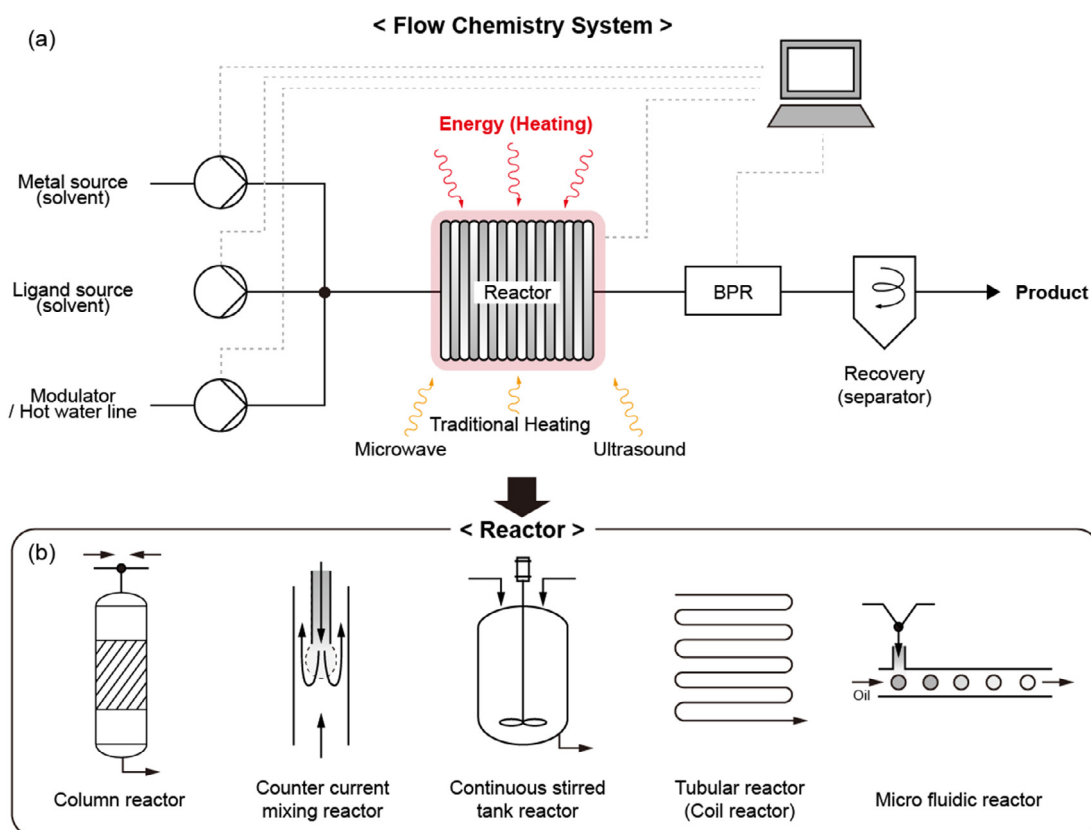 (a)
< Flow Chemistry System >
Energy (Heating)
Metal source
(solvent)
Ligand source
(solvent)
Reactor
BPR
Product
Modulator
/ Hot water line
Recovery
(separator)
Traditional Heating
Microwave
Ultrasound
< Reactor >
(b)
Oil
Column reactor
Counter current
mixing reactor
Continuous stirred
tank reactor
Tubular reactor
(Coil reactor)
Micro fluidic reactor